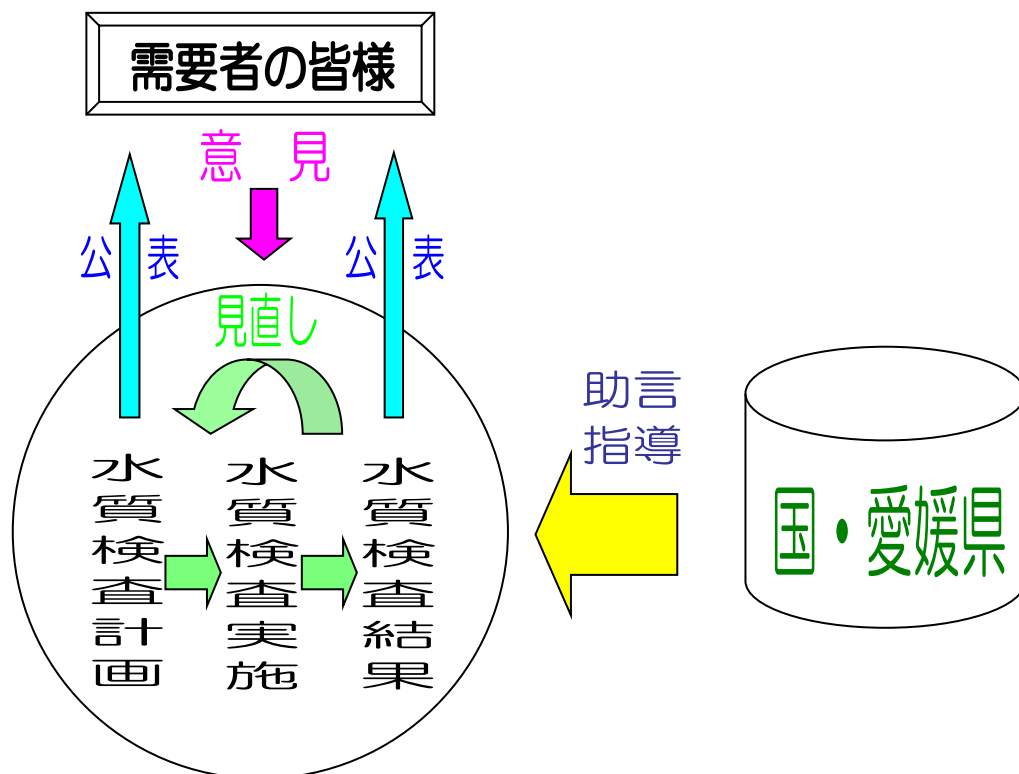 需要者の皆様
意 見
公 表
公 表
見直し
助言
指導
国・愛媛県
水質検査計画
水質検査実施
水質検査結果